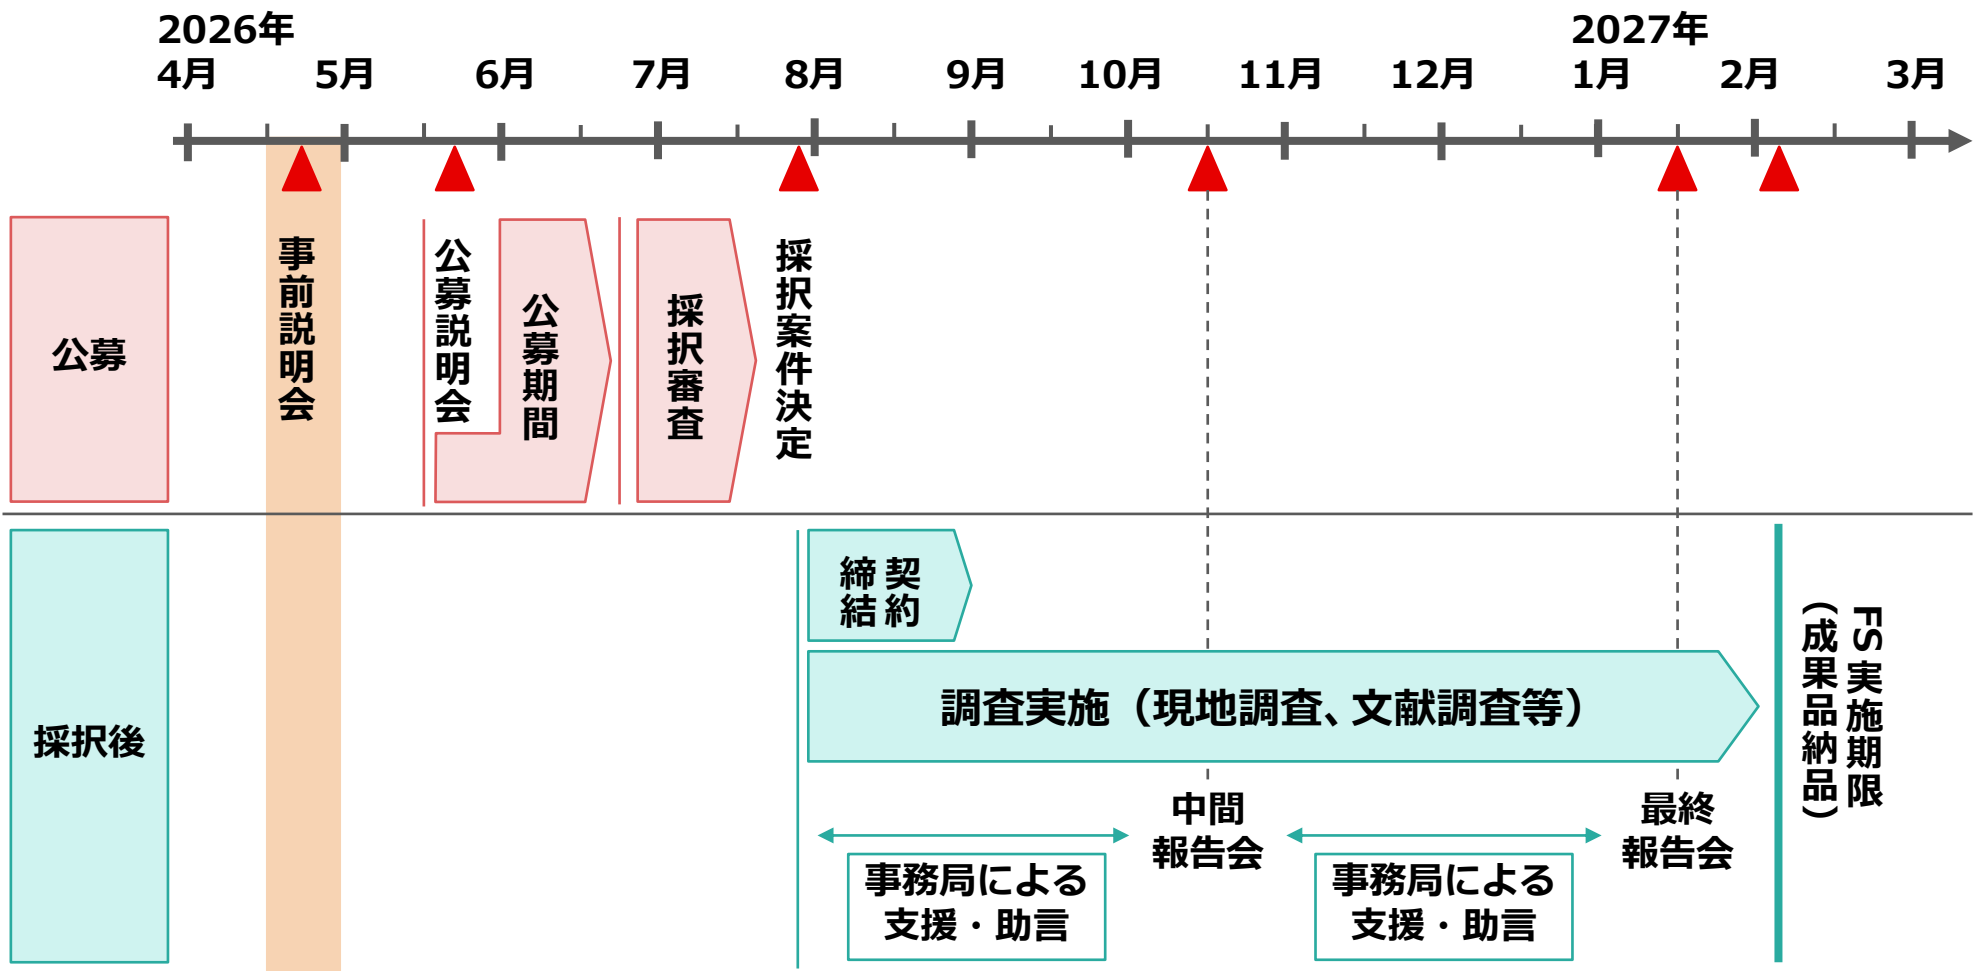 2026年
2027年
4月
5月
6月
7月
8月
9月
10月
11月
12月
1月
2月
3月
公募
事前説明会
公募説明会
公募期間
採択審査
採択案件決定
採択後
契約
締結
調査実施（現地調査、文献調査等）
中間
報告会
最終
報告会
事務局による
支援・助言
事務局による
支援・助言
FS実施期限
（成果品納品）